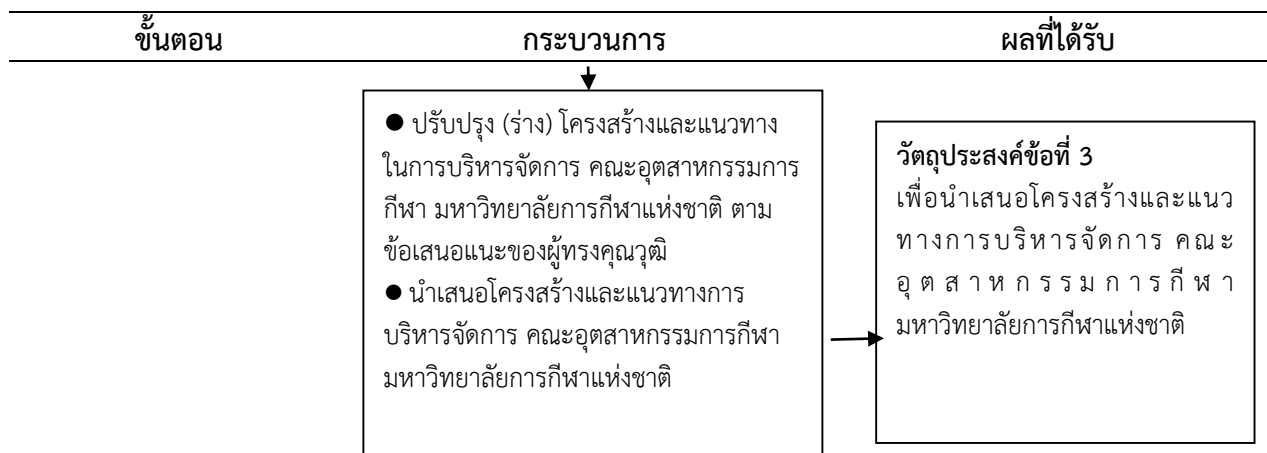 ขั้นตอน กระบวนการ ผลที่ได้รับ
● ปรับปรุง (ร่าง) โครงสร้างและแนวทาง
ในการบริหารจัดการ คณะอุตสาหกรรมการ
กีฬา มหาวิทยาลัยการกีฬาแห่งชาติ ตาม
ข้อเสนอแนะของผู้ทรงคุณวุฒิ
● นำเสนอโครงสร้างและแนวทางการ
บริหารจัดการ คณะอุตสาหกรรมการกีฬา
มหาวิทยาลัยการกีฬาแห่งชาติ
วัตถุประสงค์ข้อที่ 3
เพื่อนำเสนอโครงสร้างและแนว
ทางการบริหารจัดการ คณะ
อุตสาหกรรมการกีฬา
มหาวิทยาลัยการกีฬาแห่งชาติ